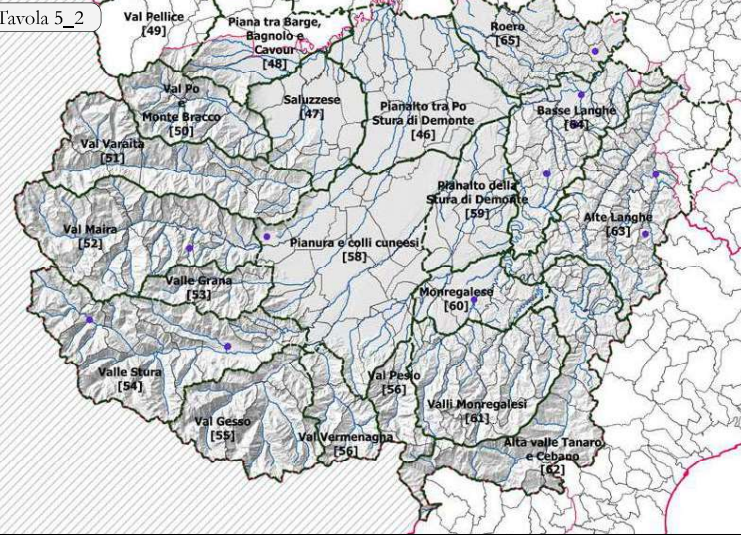 Tavola 5_2
Val Pellice
[49]
Piana tra Barge,
Bagnolo e
Cavour
[48]
Roero
[65]
Val Po
e
Monte Bracco
[50]
Saluzzese
[47]
Pianalto tra Po
Stura di Demonte
[46]
Basse Langhe
[64]
Val Varaita
[51]
Pianalto della
Stura di Demonte
[59]
Alte Langhe
[63]
Val Maira
[52]
Pianura e colli cuneesi
[58]
Valle Grana
[53]
Monregalese
[60]
Valle Stura
[54]
Val Pesio
[56]
Valli Monregalesi
[61]
Val Gesso
[55]
Val Vermenagna
[56]
Alta valle Tanaro
e Cebano
[62]